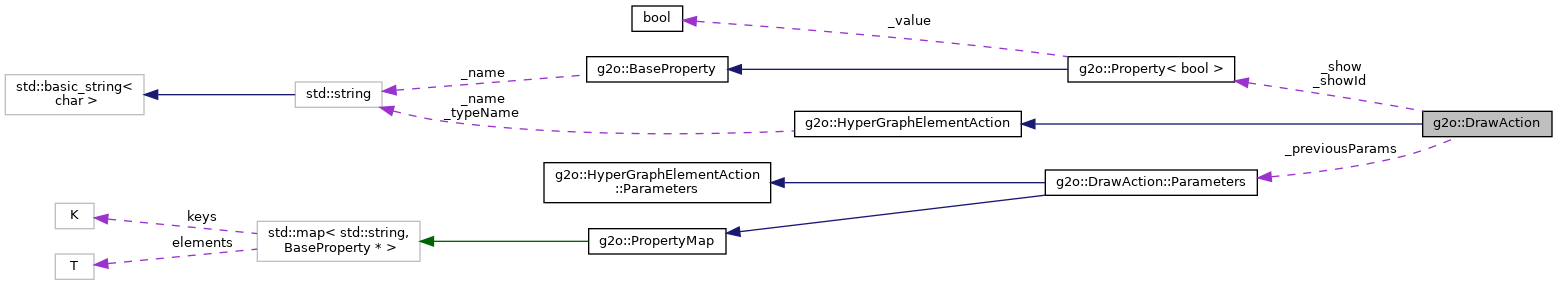 bool
_value
g2o::BaseProperty
g2o::Property< bool >
_show
_showId
_name
std::basic_string<
char >
std::string
_name
_typeName
g2o::HyperGraphElementAction
g2o::DrawAction
_previousParams
g2o::HyperGraphElementAction
::Parameters
g2o::DrawAction::Parameters
K
keys
std::map< std::string,
BaseProperty * >
g2o::PropertyMap
elements
T